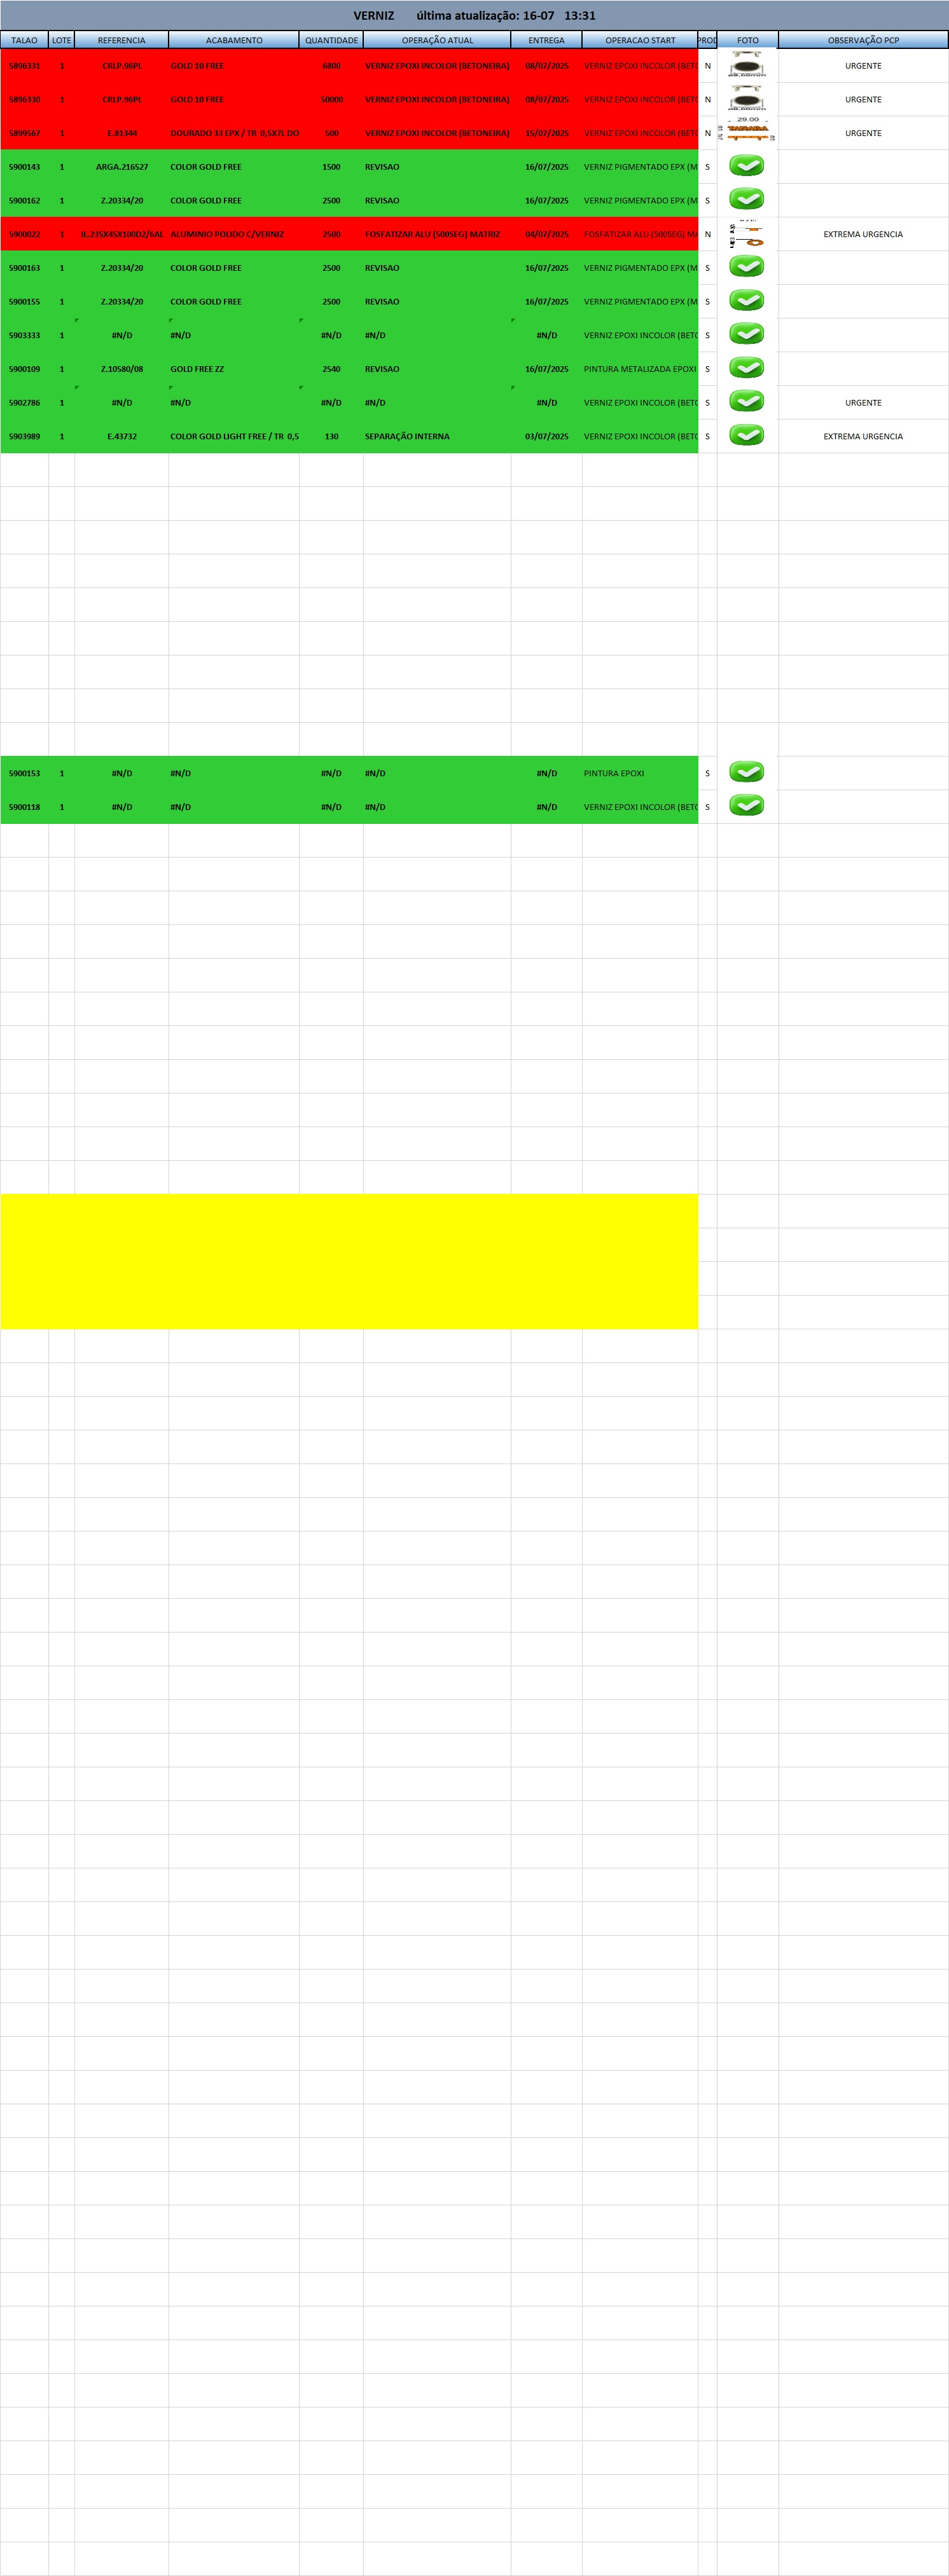 VERNIZ última atualização: 16-07 13:31
TALAO LOTE REFERENCIA ACABAMENTO QUANTIDADE OPERAÇÃO ATUAL ENTREGA OPERACAO START PROD FOTO OBSERVAÇÃO PCP
5896331 1 CRLP.96PL GOLD 10 FREE 6800 VERNIZ EPOXI INCOLOR (BETONEIRA) 08/07/2025 VERNIZ EPOXI INCOLOR (BETO N URGENTE
5896330 1 CRLP.96PL GOLD 10 FREE 50000 VERNIZ EPOXI INCOLOR (BETONEIRA) 08/07/2025 VERNIZ EPOXI INCOLOR (BETO N URGENTE
5899567 1 E.81344 DOURADO 33 EPX / TR 0,5X7L DO 500 VERNIZ EPOXI INCOLOR (BETONEIRA) 15/07/2025 VERNIZ EPOXI INCOLOR (BETO N 29.00 URGENTE
5900143 1 ARGA.216527 COLOR GOLD FREE 1500 REVISAO 16/07/2025 VERNIZ PIGMENTADO EPX (M S
5900162 1 Z.20334/20 COLOR GOLD FREE 2500 REVISAO 16/07/2025 VERNIZ PIGMENTADO EPX (M S
5900022 1 IL.235X45X100D2/6AL ALUMINIO POLIDO C/VERNIZ 2500 FOSFATIZAR ALU (500SEG) MATRIZ 04/07/2025 FOSFATIZAR ALU (500SEG) MA N EXTREMA URGENCIA
5900163 1 Z.20334/20 COLOR GOLD FREE 2500 REVISAO 16/07/2025 VERNIZ PIGMENTADO EPX (M S
5900155 1 Z.20334/20 COLOR GOLD FREE 2500 REVISAO 16/07/2025 VERNIZ PIGMENTADO EPX (M S
5903333 1 #N/D #N/D #N/D #N/D #N/D VERNIZ EPOXI INCOLOR (BETO S
5900109 1 Z.10580/08 GOLD FREE ZZ 2540 REVISAO 16/07/2025 PINTURA METALIZADA EPOXI S
5902786 1 #N/D #N/D #N/D #N/D #N/D VERNIZ EPOXI INCOLOR (BETO S URGENTE
5903989 1 E.43732 COLOR GOLD LIGHT FREE / TR 0,5 130 SEPARAÇÃO INTERNA 03/07/2025 VERNIZ EPOXI INCOLOR (BETO S EXTREMA URGENCIA
5900153 1 #N/D #N/D #N/D #N/D #N/D PINTURA EPOXI S
5900118 1 #N/D #N/D #N/D #N/D #N/D VERNIZ EPOXI INCOLOR (BETO S